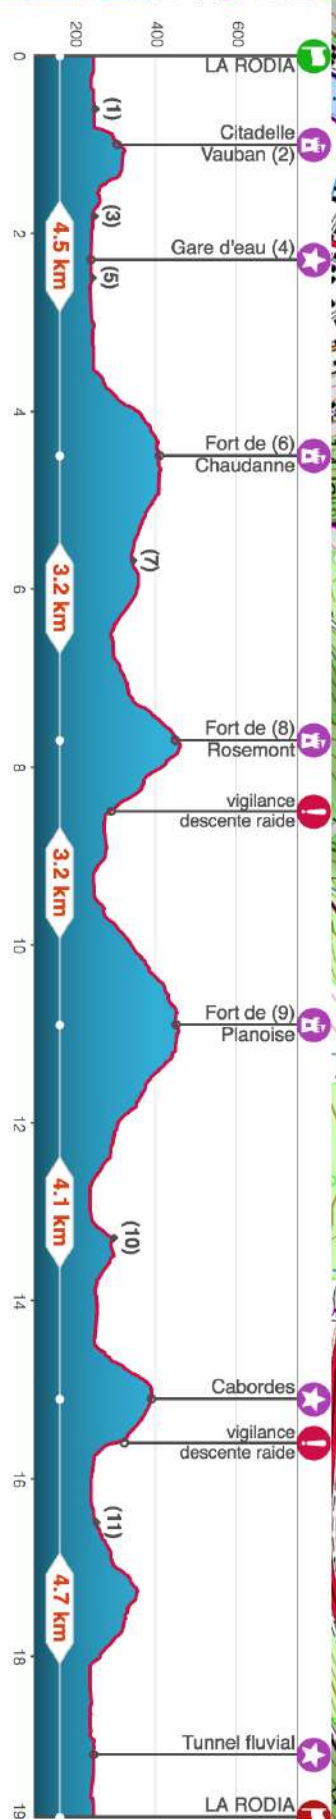 600
400
200
LA RODIA
Citadelle
Vauban (2)
Gare d'eau (4)
Fort de (6)
Chaudanne
Fort de (8)
Rosemont
vigilance
descente raide
Fort de (9)
Planoise
Cabordes
vigilance
descente raide
Tunnel fluvial
LA RODIA
(1)
(3)
(5)
(7)
(10)
(11)
4.5 km
3.2 km
3.2 km
4.1 km
4.7 km
0
2
4
6
8
10
12
14
16
18
19